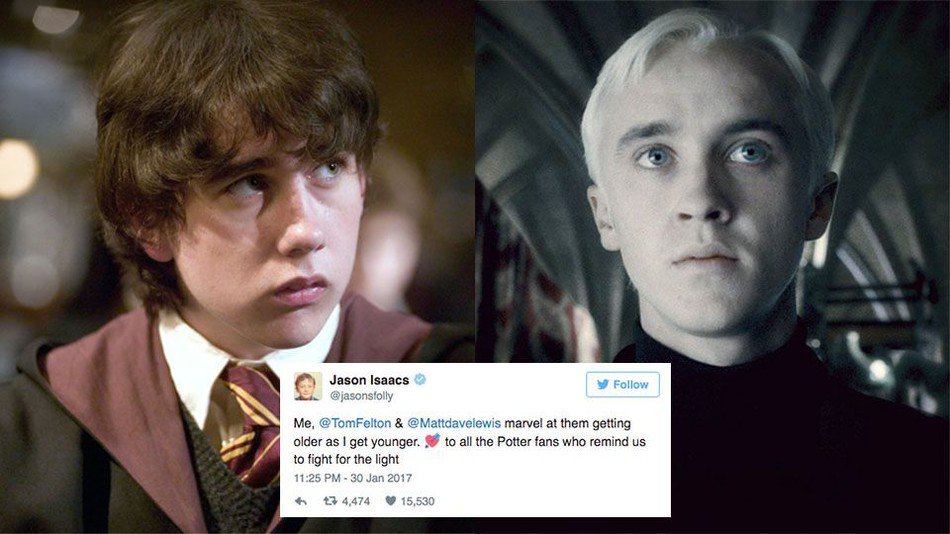 Jason Isaacs
@jasonsfolly
Follow
Me, @TomFelton & @Mattdavelewis marvel at them getting
older as I get younger. 💘 to all the Potter fans who remind us
to fight for the light
11:25 PM - 30 Jan 2017
4,474 15,530